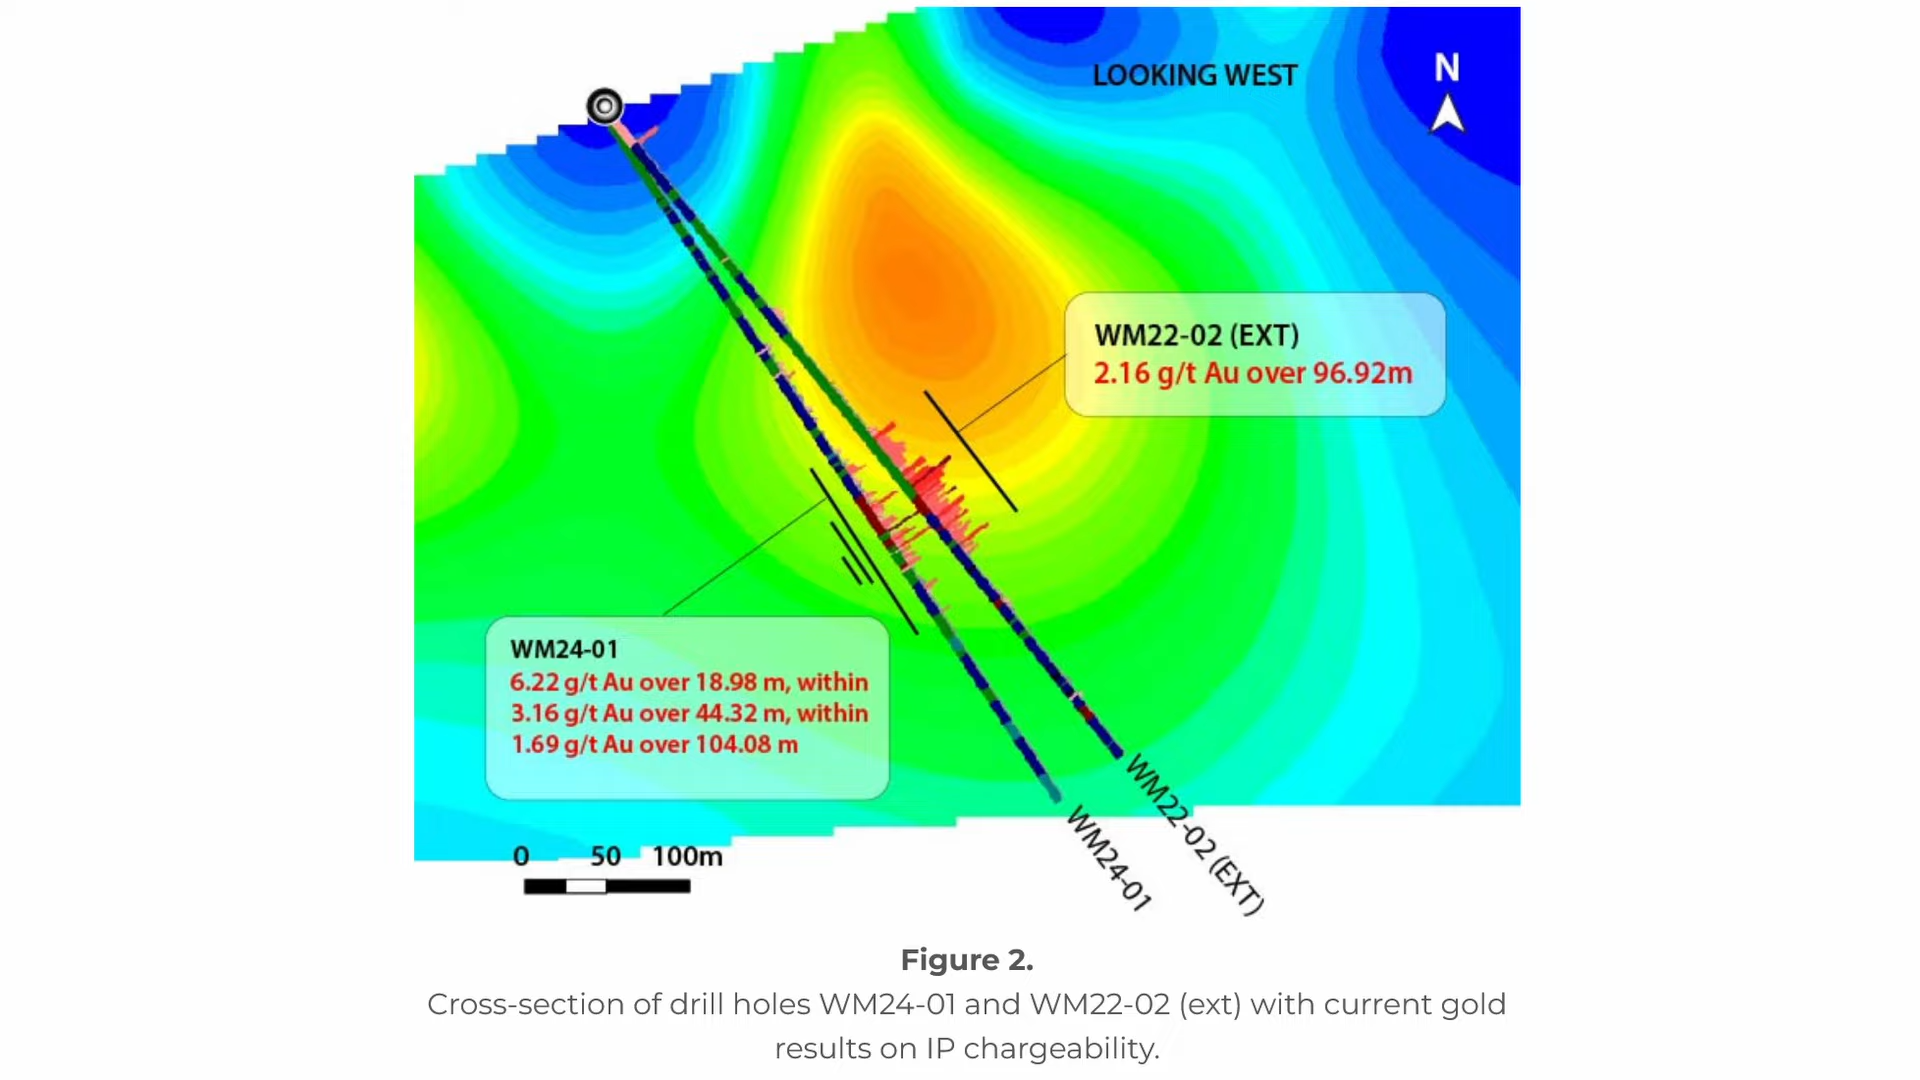 LOOKING WEST
N
WM22-02 (EXT)
2.16 g/t Au over 96.92m
WM24-01
6.22 g/t Au over 18.98 m, within
3.16 g/t Au over 44.32 m, within
1.69 g/t Au over 104.08 m
WM22-02 (EXT)
WM24-01
0 50 100m
Figure 2.
Cross-section of drill holes WM24-01 and WM22-02 (ext) with current gold
results on IP chargeability.